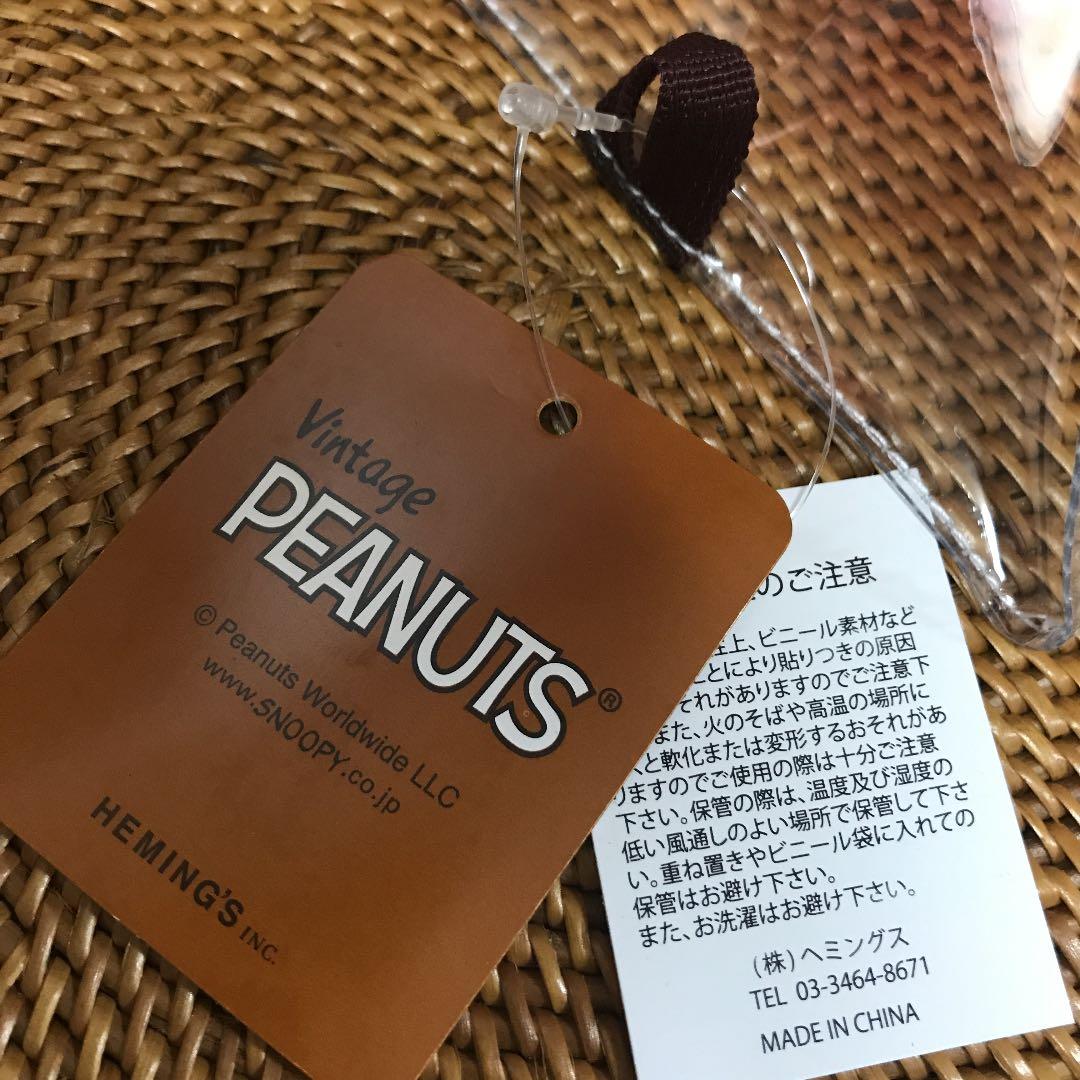 Vintage
PEANUTS®
© Peanuts Worldwide LLC
www.SNOOPY.co.jp
HEMING'S INC.
のご注意
上、ビニール素材など
とにより貼りつきの原因
それがありますのでご注意下
また、火のそばや高温の場所に
と軟化または変形するおそれがあ
りますのでご使用の際は十分ご注意
下さい。保管の際は、温度及び湿度の
低い風通しのよい場所で保管して下さ
い。重ね置きやビニール袋に入れての
保管はお避け下さい。
また、お洗濯はお避け下さい。
(株)ヘミングス
TEL 03-3464-8671
MADE IN CHINA